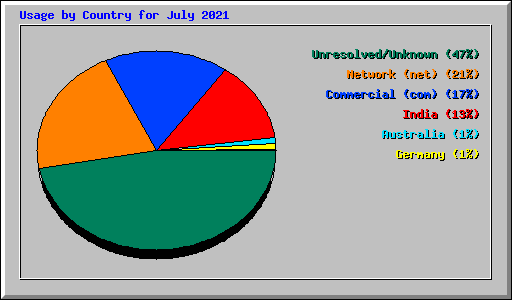 Usage by Country for July 2021
Unresolved/Unknown (47%)
Network (net) (21%)
Commercial (com) (17%)
India (13%)
Australia (1%)
Germany (1%)